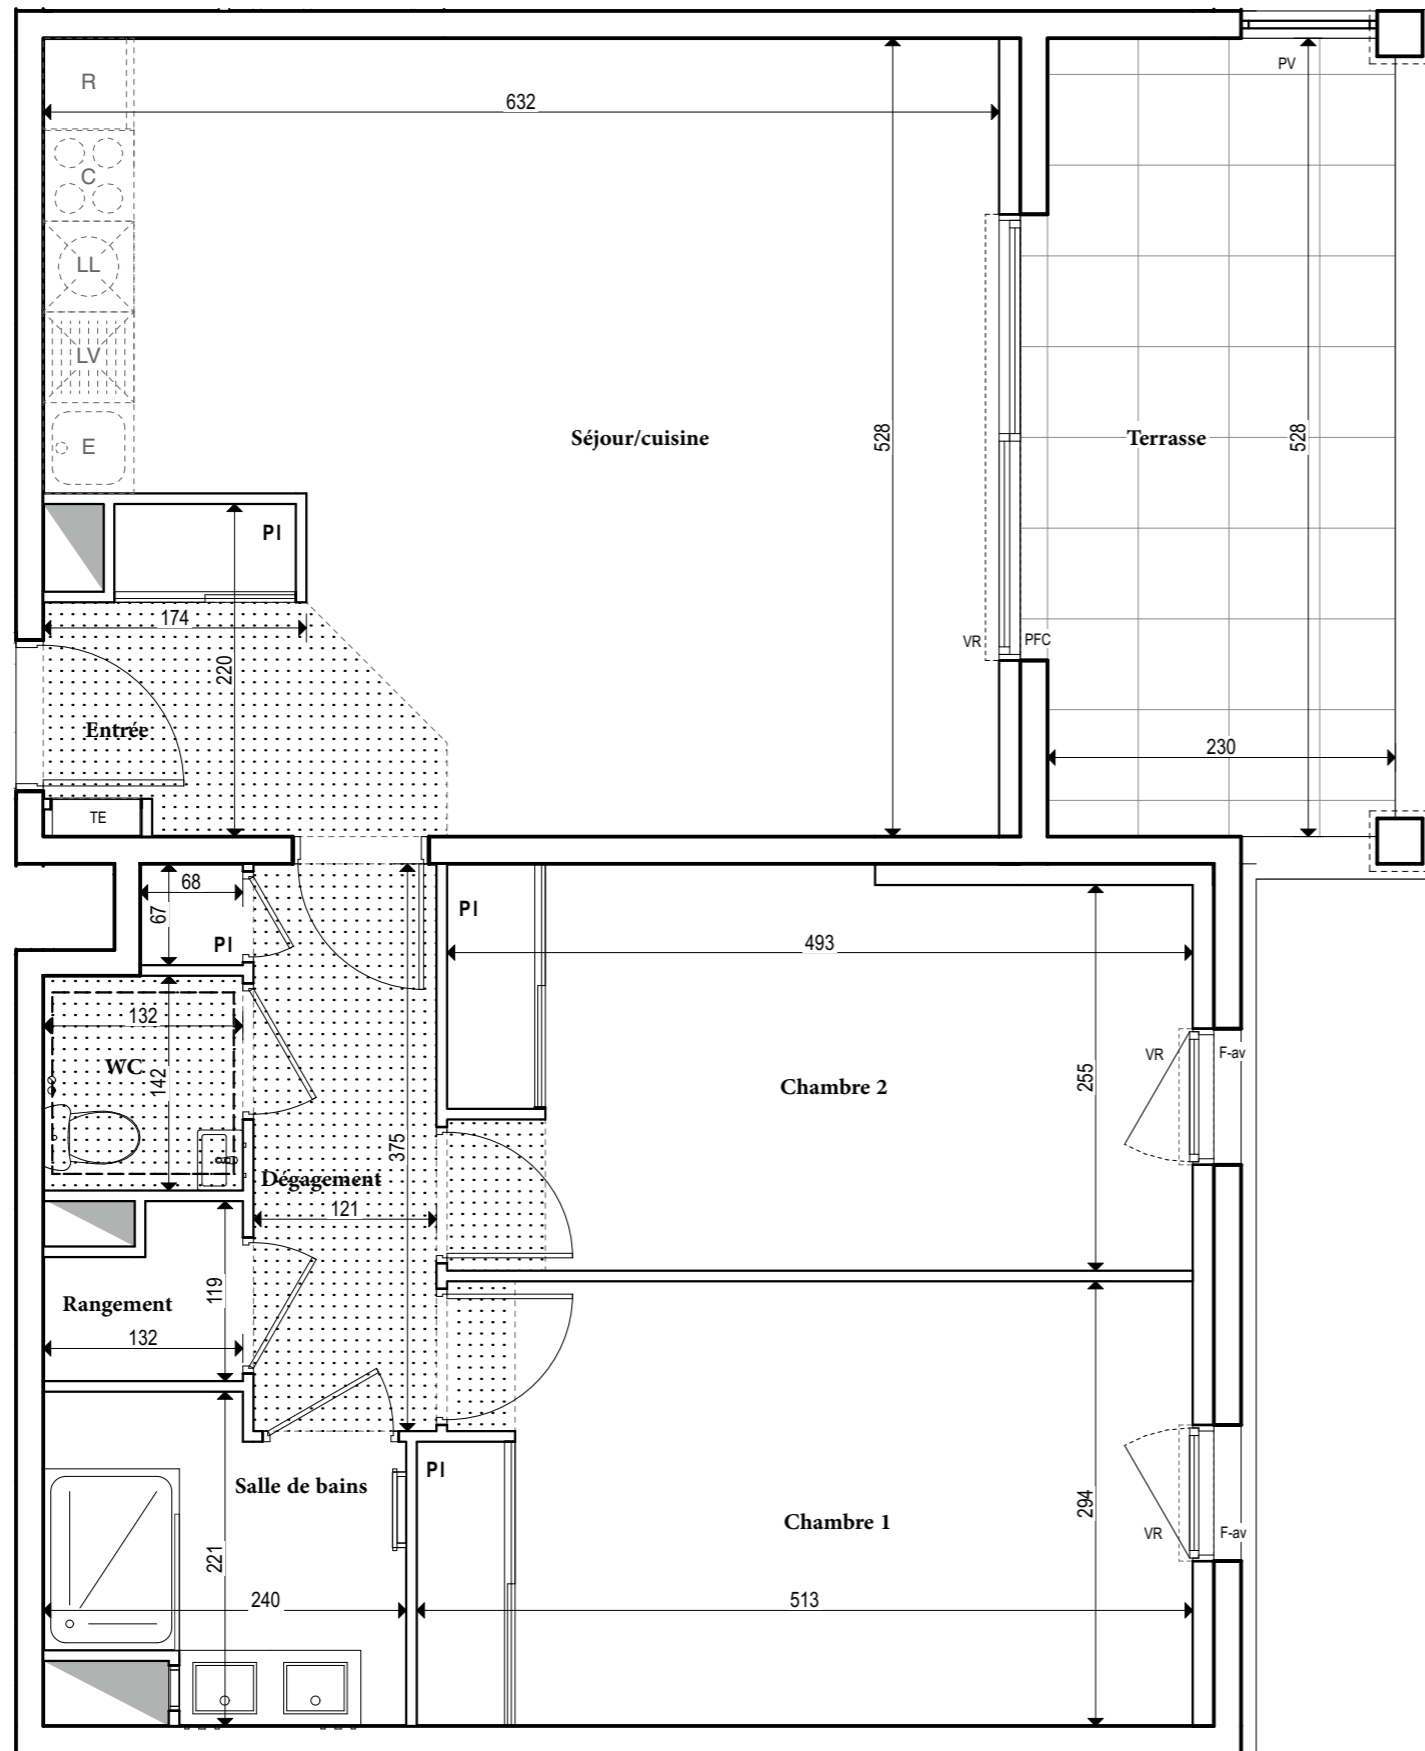 R
PV
632
C
LL
LV
E
Séjour/cuisine
528
Terrasse
528
PI
174
220
VR
PFC
Entrée
230
TE
68
67
PI
PI
493
132
WC
142
VR
F-av
255
Chambre 2
375
Dégagement
121
119
Rangement
132
PI
Salle de bains
294
Chambre 1
VR
F-av
221
240
513